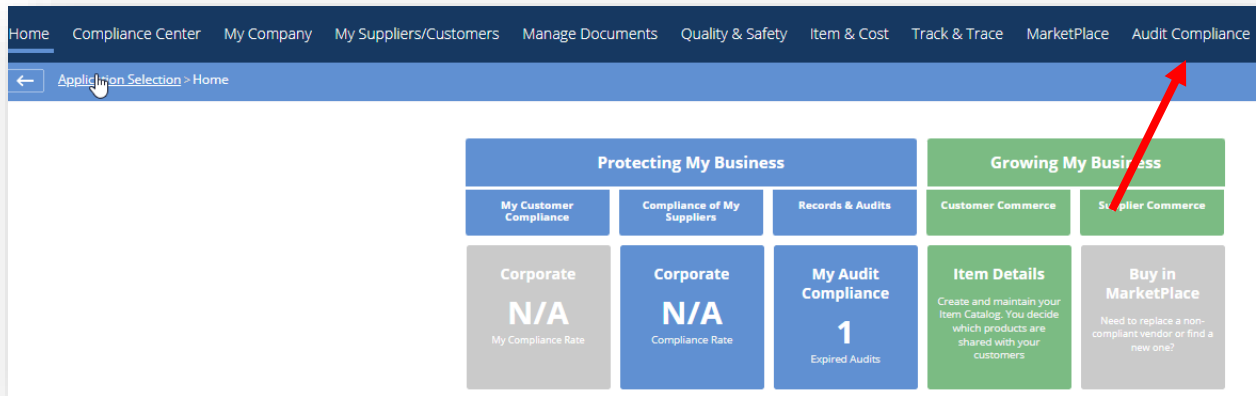 Home Compliance Center My Company My Suppliers/Customers Manage Documents Quality & Safety Item & Cost Track & Trace MarketPlace Audit Compliance
Application Selection > Home
Protecting My Business
Growing My Business
My Customer
Compliance
Compliance of My
Suppliers
Records & Audits
Customer Commerce
Supplier Commerce
Corporate
N/A
My Compliance Rate
Corporate
N/A
Compliance Rate
My Audit
Compliance
1
Expired Audits
Item Details
Create and maintain your
Item Catalog. You decide
which products are
shared with your
customers
Buy in
MarketPlace
Need to replace a non-
compliant vendor or find a
new one?